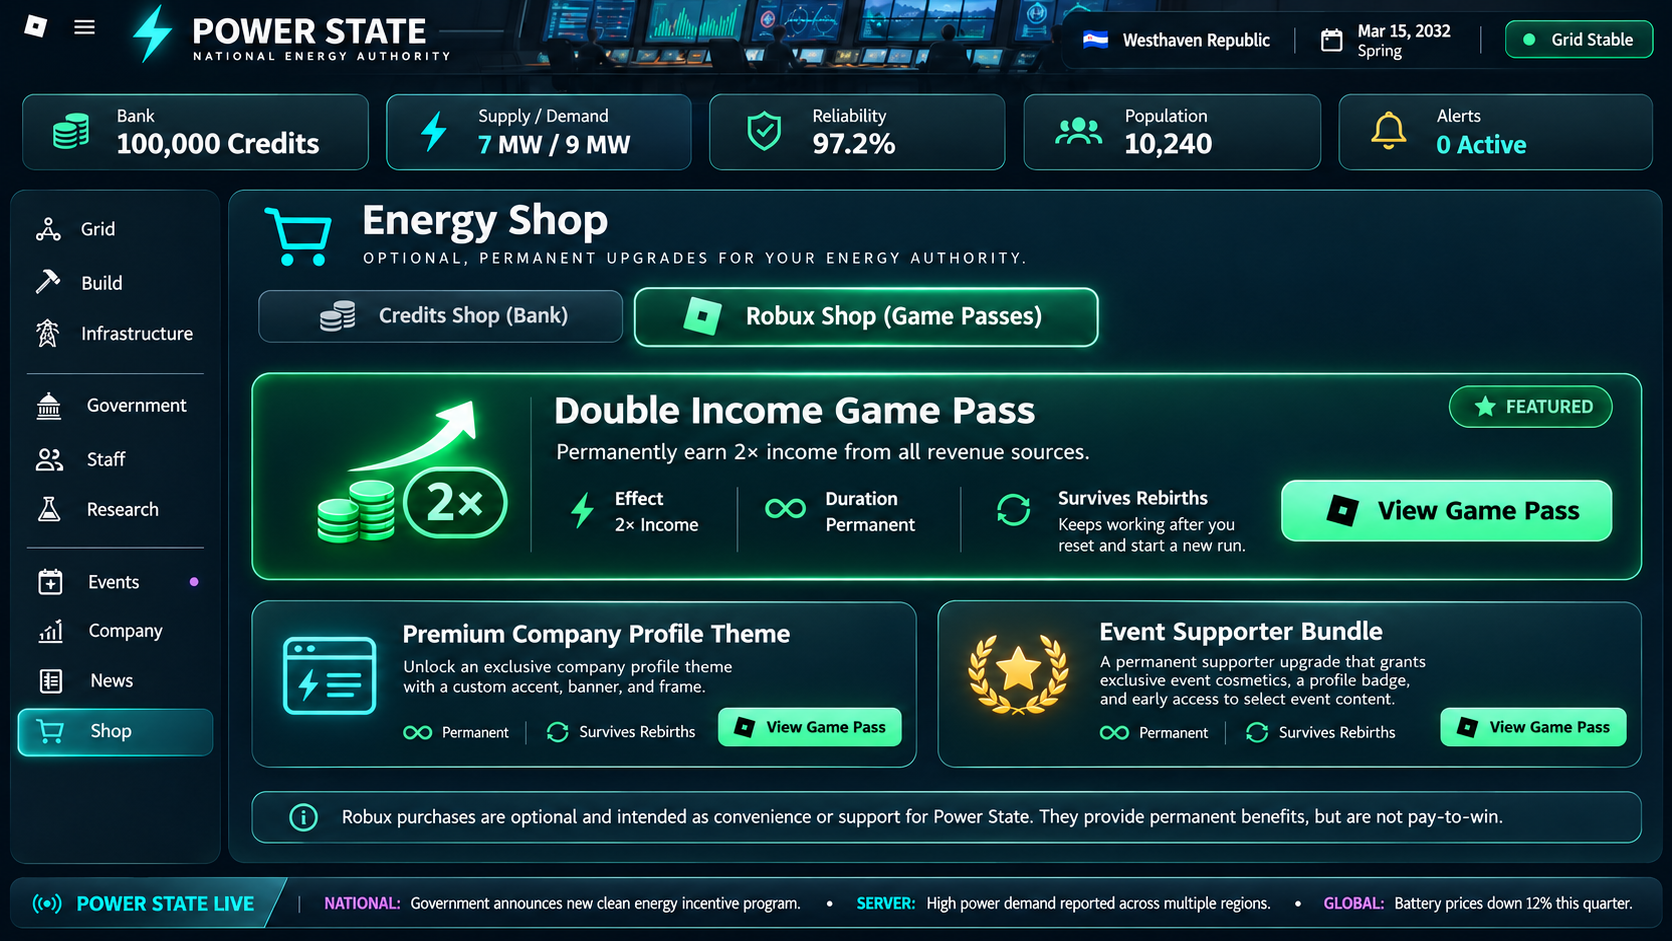 POWER STATE
NATIONAL ENERGY AUTHORITY
Westhaven Republic
Mar 15, 2032
Spring
Grid Stable
Bank
100,000 Credits
Supply / Demand
7 MW / 9 MW
Reliability
97.2%
Population
10,240
Alerts
0 Active
Grid
Build
Infrastructure
Government
Staff
Research
Events
Company
News
Shop
Energy Shop
OPTIONAL, PERMANENT UPGRADES FOR YOUR ENERGY AUTHORITY.
Credits Shop (Bank)
Robux Shop (Game Passes)
2×
Double Income Game Pass
FEATURED
Permanently earn 2× income from all revenue sources.
Effect
2× Income
Duration
Permanent
Survives Rebirths
Keeps working after you
reset and start a new run.
View Game Pass
Premium Company Profile Theme
Unlock an exclusive company profile theme
with a custom accent, banner, and frame.
Permanent
Survives Rebirths
View Game Pass
Event Supporter Bundle
A permanent supporter upgrade that grants
exclusive event cosmetics, a profile badge,
and early access to select event content.
Permanent
Survives Rebirths
View Game Pass
Robux purchases are optional and intended as convenience or support for Power State. They provide permanent benefits, but are not pay-to-win.
POWER STATE LIVE
NATIONAL: Government announces new clean energy incentive program. • SERVER: High power demand reported across multiple regions. • GLOBAL: Battery prices down 12% this quarter.